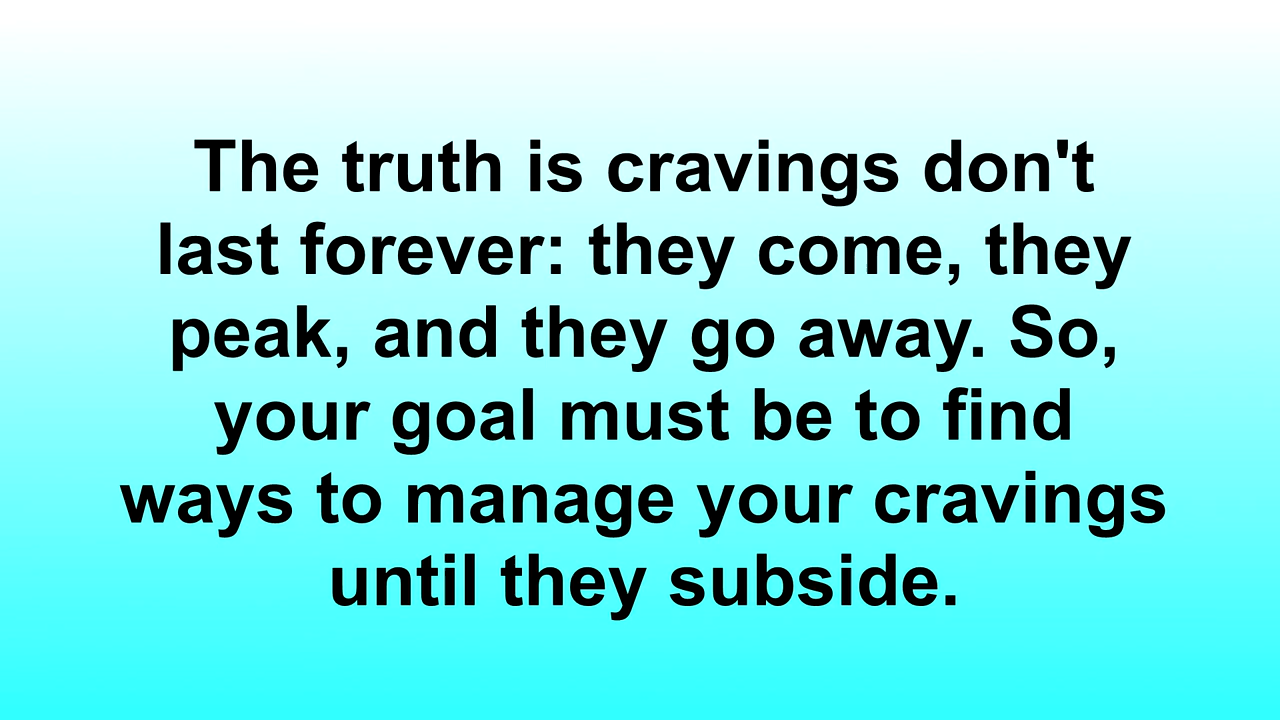 The truth is cravings don't
last forever: they come, they
peak, and they go away. So,
your goal must be to find
ways to manage your cravings
until they subside.